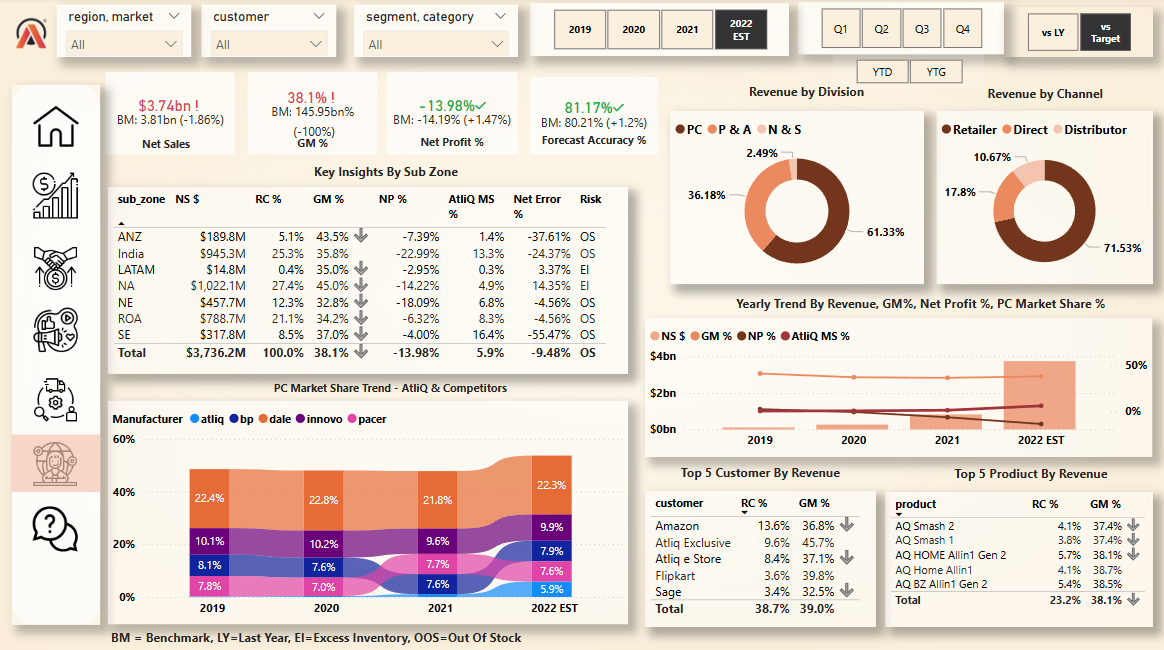 region, market
All
customer
All
segment, category
All
2019
2020
2021
2022 EST
Q1
Q2
Q3
Q4
YTD
YTG
vs LY
vs Target
$3.74bn !
BM: 3.81bn (-1.86%)
Net Sales
38.1% !
BM: 145.95bn%
(-100%)
GM %
-13.98%✓
BM: -14.19% (+1.47%)
Net Profit %
81.17%✓
BM: 80.21% (+1.2%)
Forecast Accuracy %
Key Insights By Sub Zone
sub_zone NS $ RC % GM % NP % AtliQ MS % Net Error % Risk
ANZ $189.8M 5.1% 43.5% -7.39% 1.4% -37.61% OS
India $945.3M 25.3% 35.8% -22.99% 13.3% -24.37% OS
LATAM $14.8M 0.4% 35.0% -2.95% 0.3% 3.37% EI
NA $1,022.1M 27.4% 45.0% -14.22% 4.9% 14.35% EI
NE $457.7M 12.3% 32.8% -18.09% 6.8% -4.56% OS
ROA $788.7M 21.1% 34.2% -6.32% 8.3% -4.56% OS
SE $317.8M 8.5% 37.0% -4.00% 16.4% -55.47% OS
Total $3,736.2M 100.0% 38.1% -13.98% 5.9% -9.48% OS
Revenue by Division
PC P & A N & S
2.49%
36.18%
61.33%
Revenue by Channel
Retailer Direct Distributor
10.67%
17.8%
71.53%
Yearly Trend By Revenue, GM%, Net Profit %, PC Market Share %
NS $ GM % NP % AtliQ MS %
$4bn
$2bn
$0bn
50%
0%
2019 2020 2021 2022 EST
PC Market Share Trend - AtliQ & Competitors
Manufacturer atliq bp dale innovo pacer
60%
40%
20%
0%
22.4% 22.8% 21.8% 22.3%
10.1% 10.2% 9.6% 9.9%
8.1% 7.6% 7.7% 7.9%
7.8% 7.0% 7.6% 7.6%
5.9%
2019 2020 2021 2022 EST
Top 5 Customer By Revenue
customer RC % GM %
Amazon 13.6% 36.8%
Atliq Exclusive 9.6% 45.7%
Atliq e Store 8.4% 37.1%
Flipkart 3.6% 39.8%
Sage 3.4% 32.5%
Total 38.7% 39.0%
Top 5 Product By Revenue
product RC % GM %
AQ Smash 2 4.1% 37.4%
AQ Smash 1 3.8% 37.4%
AQ HOME Allin1 Gen 2 5.7% 38.1%
AQ Home Allin1 4.1% 38.7%
AQ BZ Allin1 Gen 2 5.4% 38.5%
Total 23.2% 38.1%
BM = Benchmark, LY=Last Year, EI=Excess Inventory, OOS=Out Of Stock